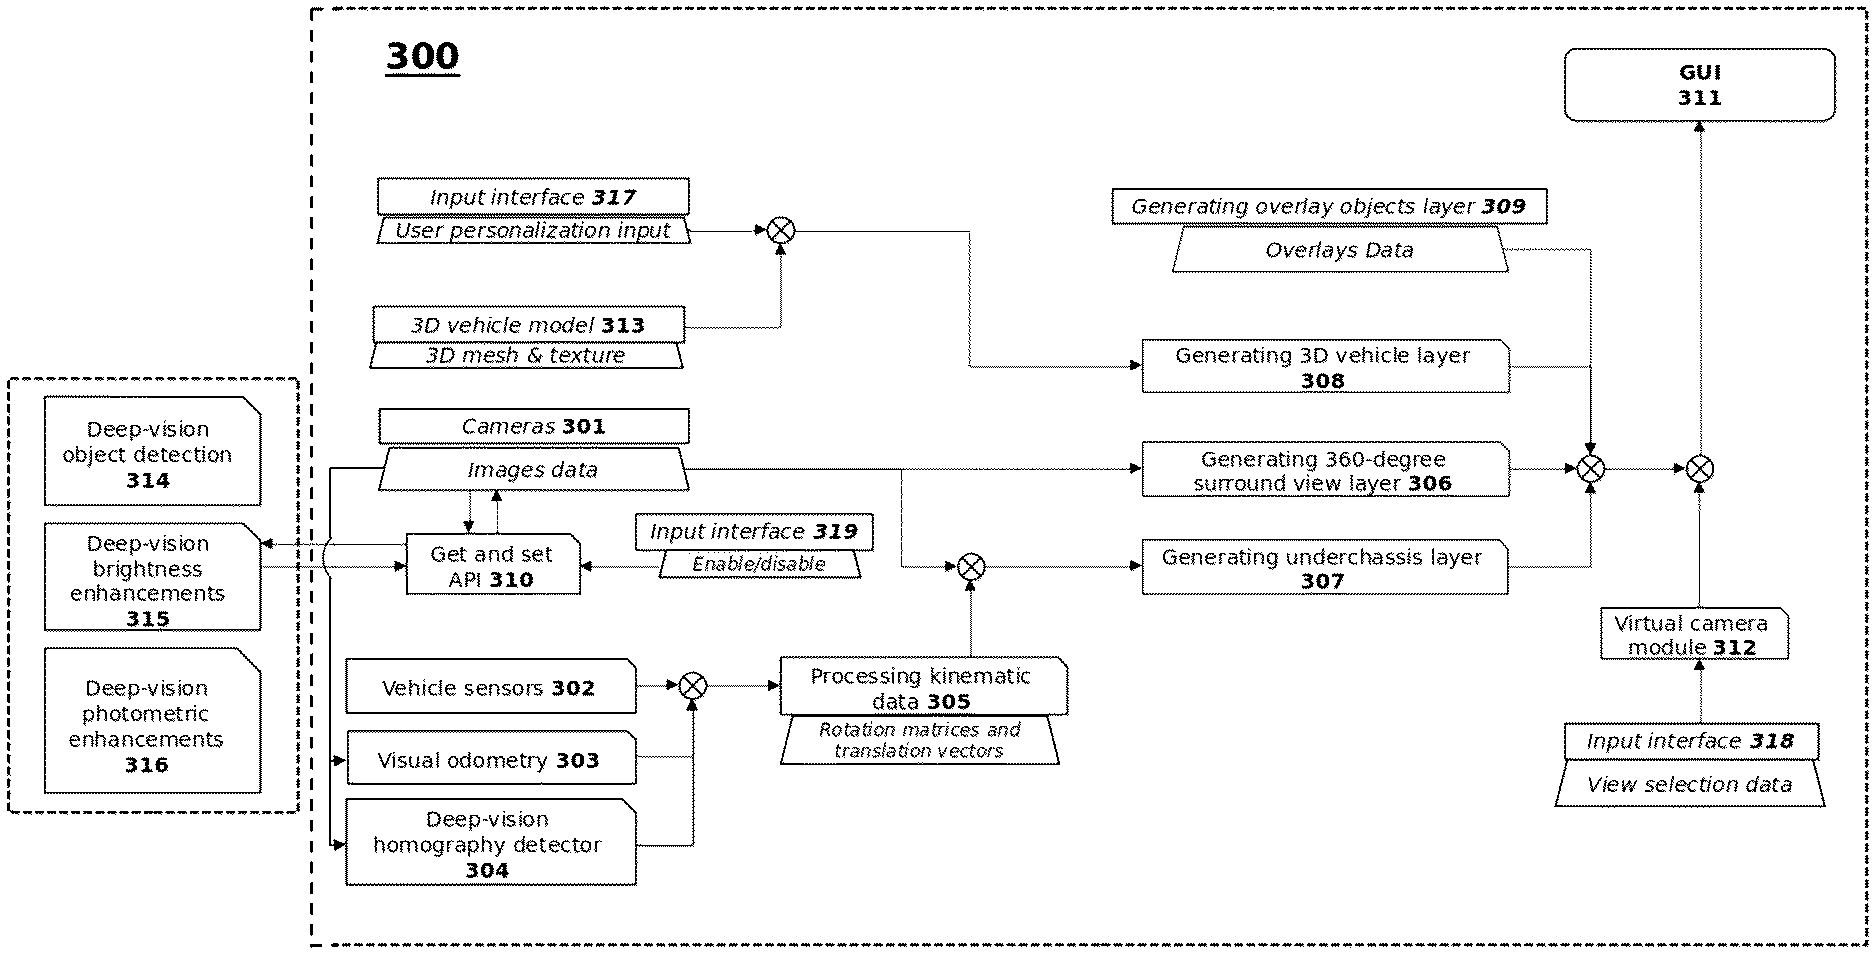 300
GUI
311
Input interface 317
User personalization input
Generating overlay objects layer 309
Overlays Data
3D vehicle model 313
3D mesh & texture
Generating 3D vehicle layer
308
Deep-vision
object detection
314
Cameras 301
Images data
Generating 360-degree
surround view layer 306
Deep-vision
brightness
enhancements
315
Get and set
API 310
Input interface 319
Enable/disable
Generating underchassis layer
307
Virtual camera
module 312
Deep-vision
photometric
enhancements
316
Vehicle sensors 302
Processing kinematic
data 305
Rotation matrices and
translation vectors
Visual odometry 303
Input interface 318
View selection data
Deep-vision
homography detector
304